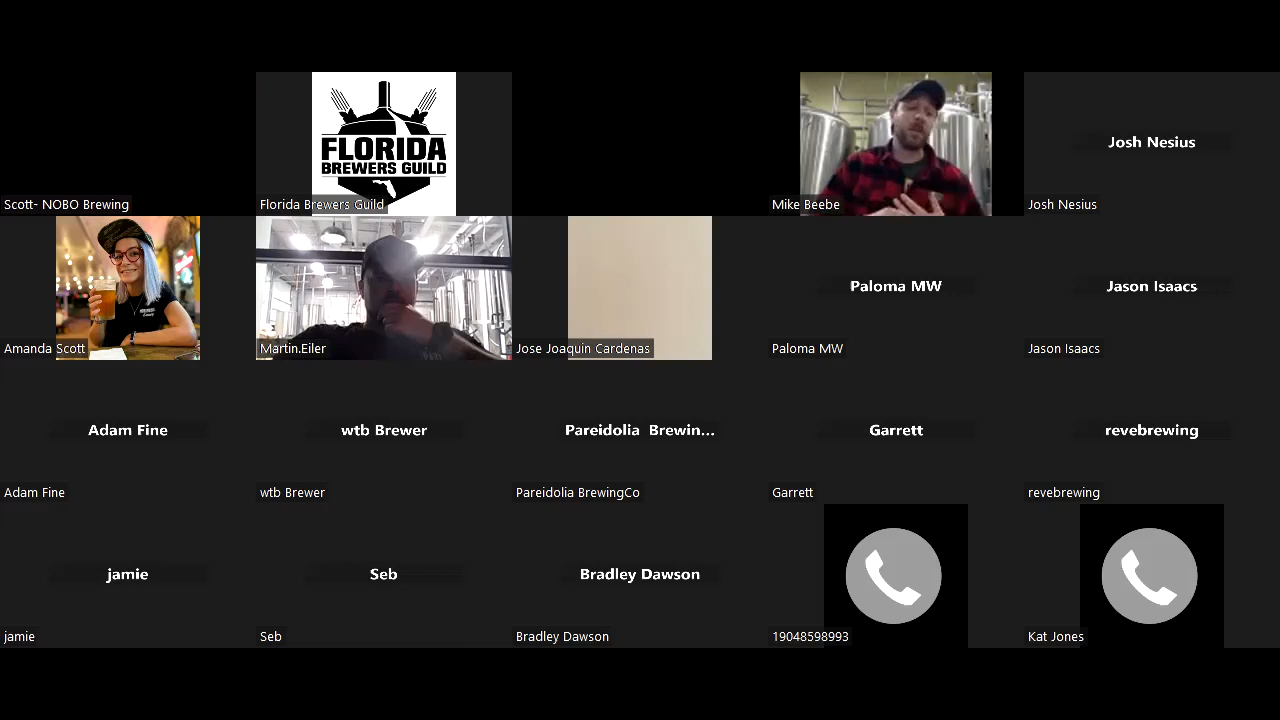 FLORIDA
BREWERS GUILD
Josh Nesius
Scott- NOBO Brewing
Florida Brewers Guild
Mike Beebe
Josh Nesius
Paloma MW
Jason Isaacs
Amanda Scott
Martin.Eiler
Jose Joaquin Cardenas
Paloma MW
Jason Isaacs
Adam Fine
wtb Brewer
Pareidolia Brewin...
Garrett
revebrewing
Adam Fine
wtb Brewer
Pareidolia BrewingCo
Garrett
revebrewing
jamie
Seb
Bradley Dawson
jamie
Seb
Bradley Dawson
19048598993
Kat Jones